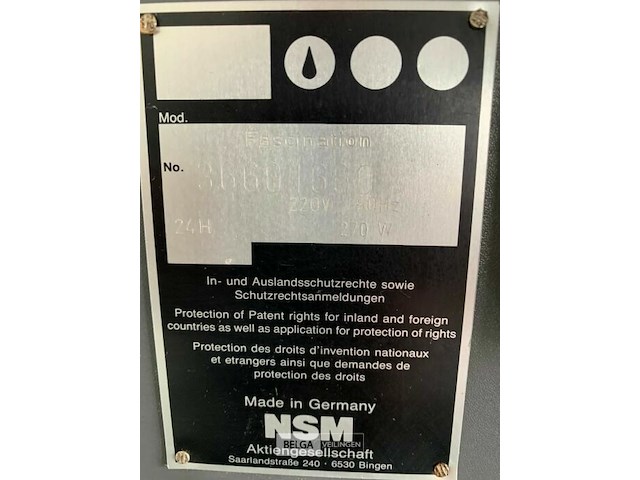 Mod.
Fascination
No.
220V
24H
In- und Auslandsschutzrechte sowie
Schutzrechtsanmeldungen
Protection of Patent rights for inland and foreign
countries as well as application for protection of rights
Protection des droits d'invention nationaux
et etrangers ainsi que demandes de
protection des droits
Made in Germany
NSM
BELGA VEILINGEN
Aktiengesellschaft
Saarlandstraße 240 · 6530 Bingen